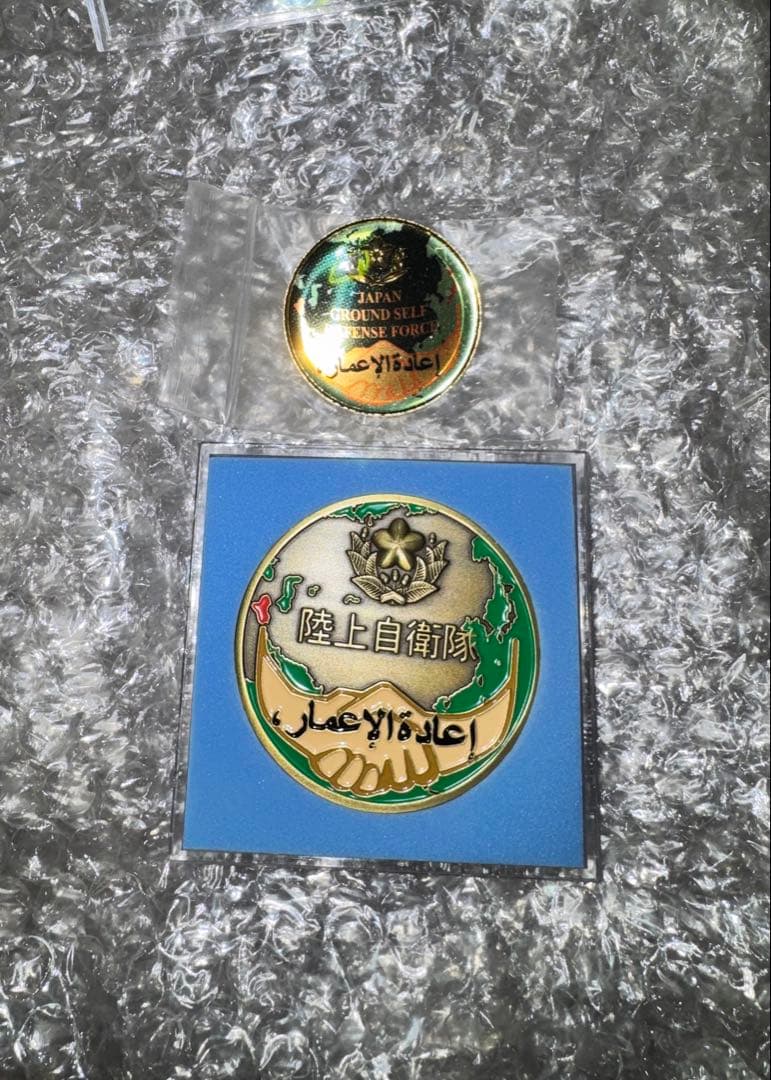 JAPAN
GROUND SELF
DEFENSE FORCE
إعادة الإعمار،
陸上自衛隊
إعادة الإعمار،